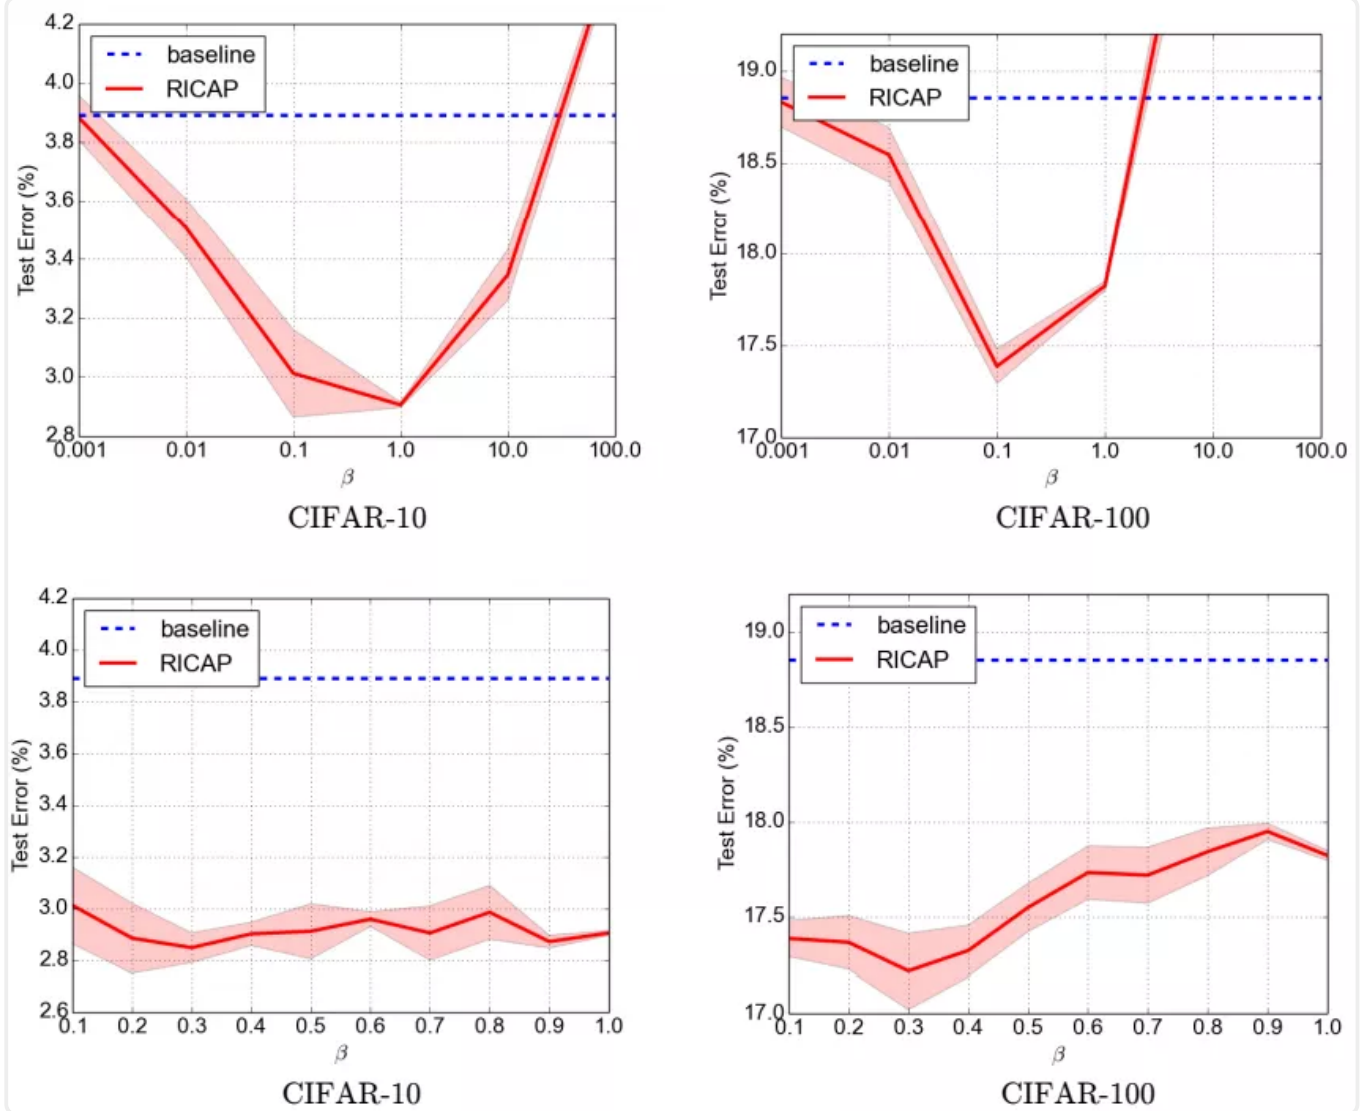 4.2
4.0
3.8
3.6
3.4
3.2
3.0
2.8
Test Error (%)
baseline
RICAP
0.001 0.01 0.1 1.0 10.0 100.0
β
CIFAR-10
19.0
18.5
18.0
17.5
17.0
Test Error (%)
baseline
RICAP
0.001 0.01 0.1 1.0 10.0 100.0
β
CIFAR-100
4.2
4.0
3.8
3.6
3.4
3.2
3.0
2.8
2.6
Test Error (%)
baseline
RICAP
0.1 0.2 0.3 0.4 0.5 0.6 0.7 0.8 0.9 1.0
β
CIFAR-10
19.0
18.5
18.0
17.5
17.0
Test Error (%)
baseline
RICAP
0.1 0.2 0.3 0.4 0.5 0.6 0.7 0.8 0.9 1.0
β
CIFAR-100